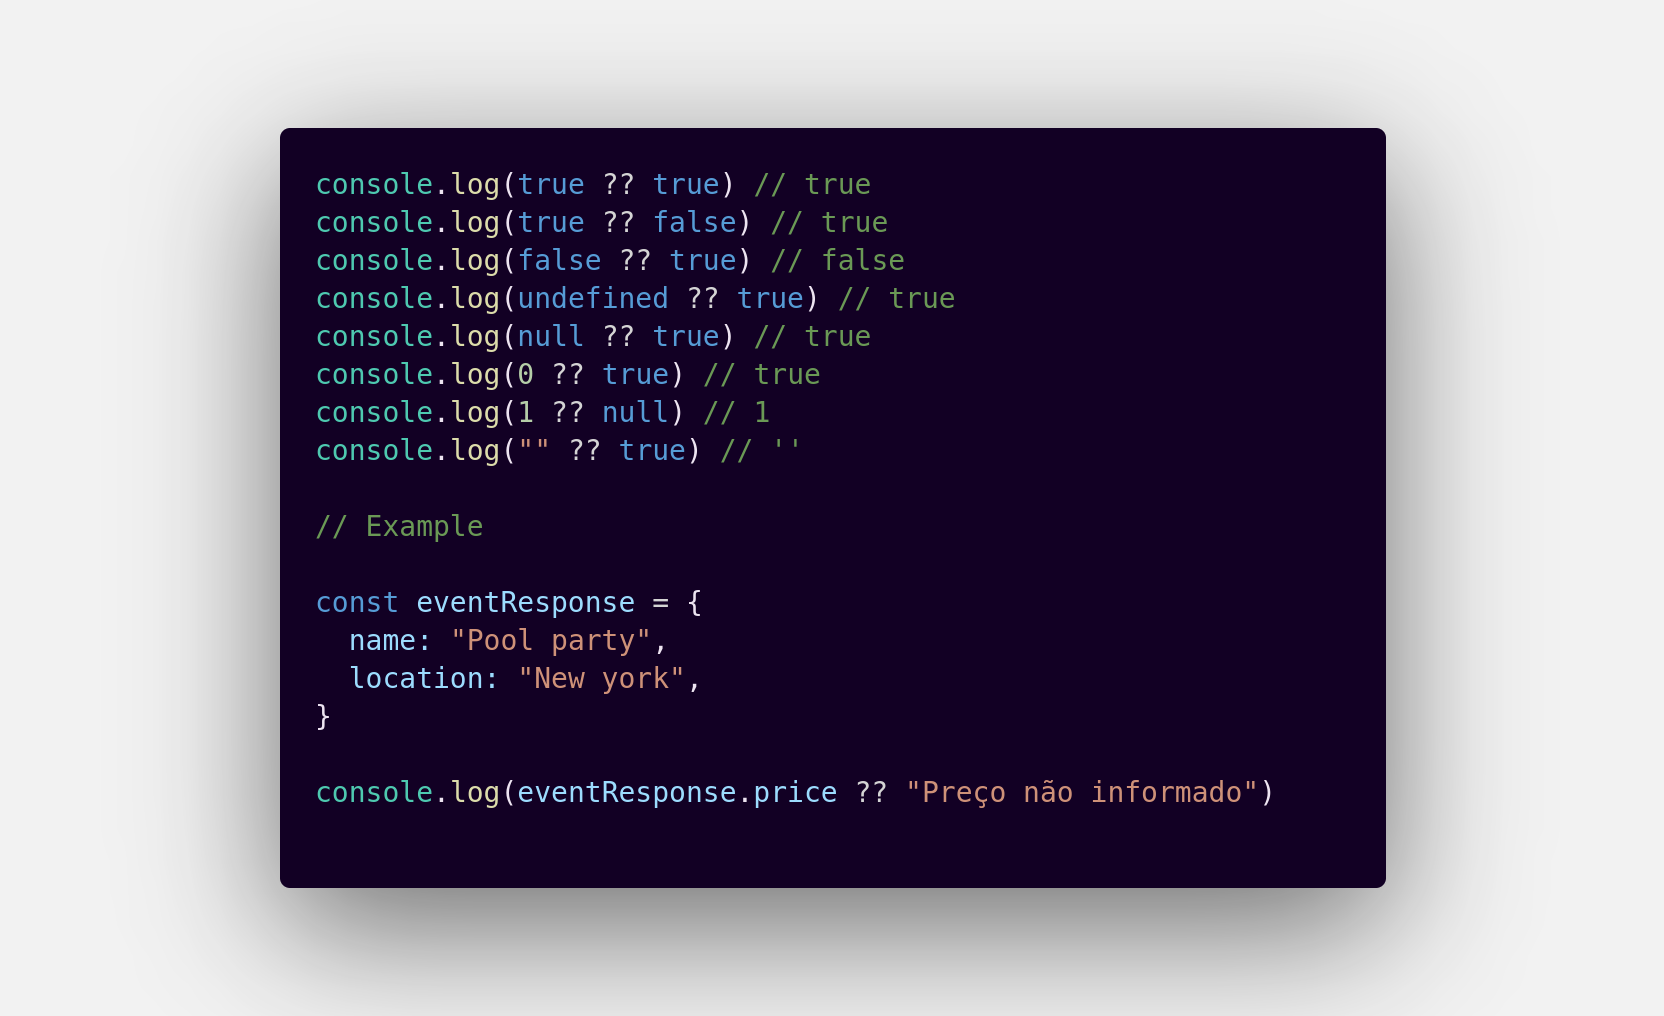 console.log(true ?? true) // true
console.log(true ?? false) // true
console.log(false ?? true) // false
console.log(undefined ?? true) // true
console.log(null ?? true) // true
console.log(0 ?? true) // true
console.log(1 ?? null) // 1
console.log("" ?? true) // ''
// Example
const eventResponse = {
  name: "Pool party",
  location: "New york",
}
console.log(eventResponse.price ?? "Preço não informado")